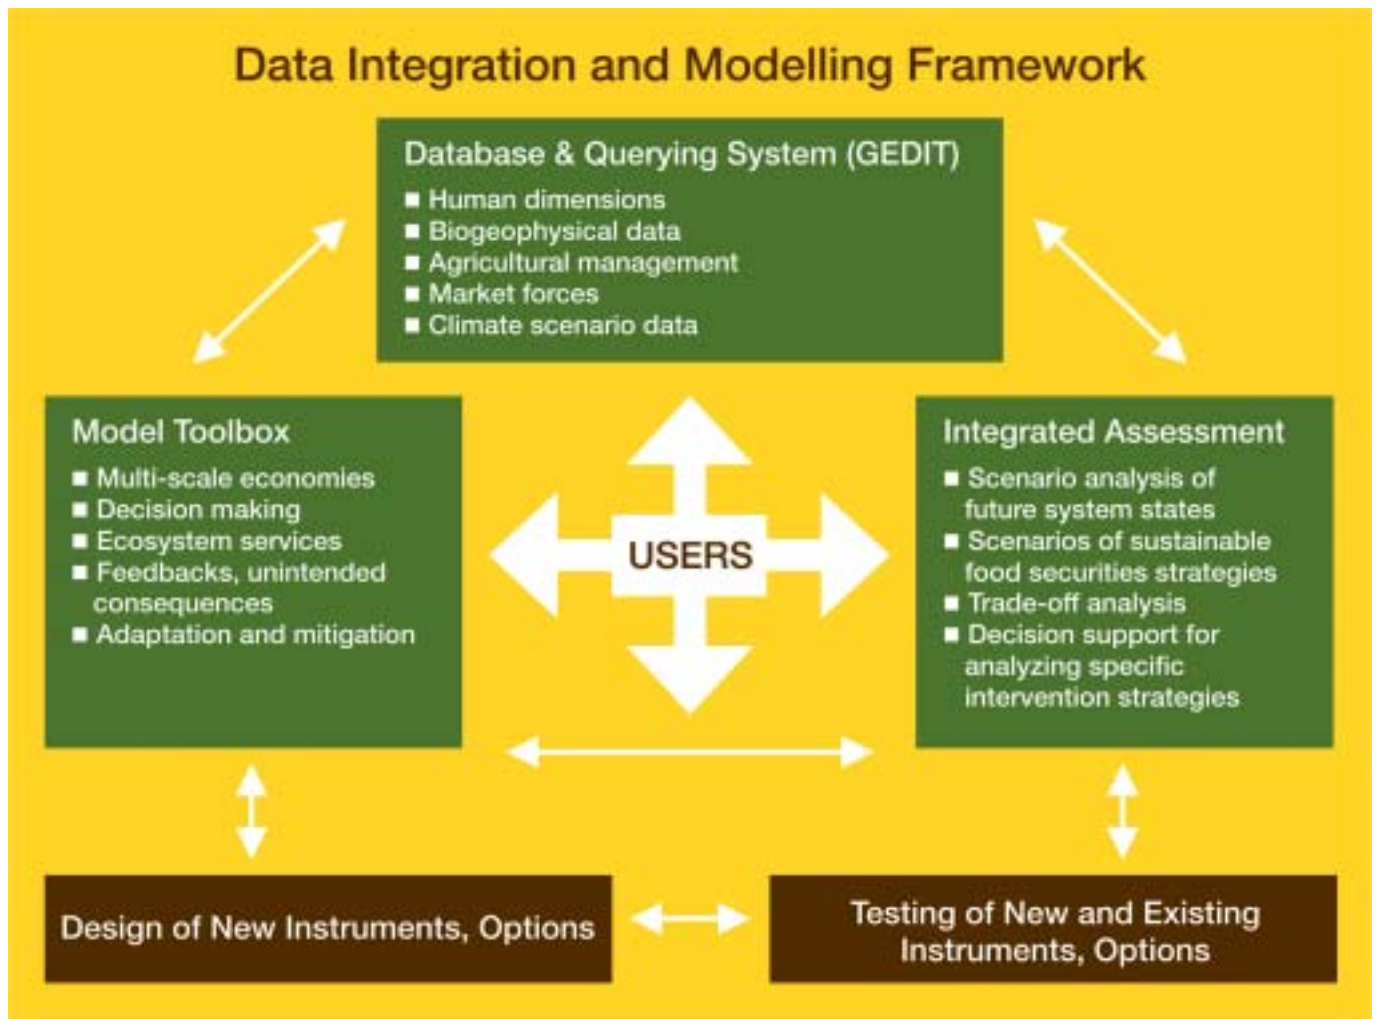 Data Integration and Modelling Framework
Database & Querying System (GEDIT)
■ Human dimensions
■ Biogeophysical data
■ Agricultural management
■ Market forces
■ Climate scenario data
Model Toolbox
■ Multi-scale economies
■ Decision making
■ Ecosystem services
■ Feedbacks, unintended
consequences
■ Adaptation and mitigation
USERS
Integrated Assessment
■ Scenario analysis of
future system states
■ Scenarios of sustainable
food securities strategies
■ Trade-off analysis
■ Decision support for
analyzing specific
intervention strategies
Design of New Instruments, Options
Testing of New and Existing
Instruments, Options